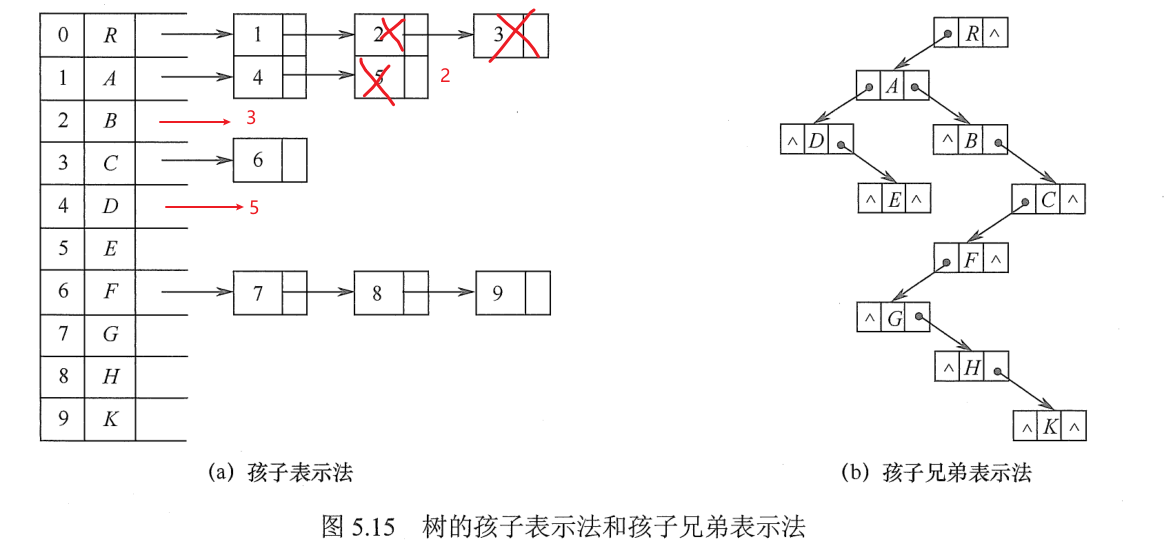 0 R 1 2 3
1 A 4 5 2
2 B 3
3 C 6
4 D 5
5 E
6 F 7 8 9
7 G
8 H
9 K
R ^
A
^ D
^ B
^ E ^
C ^
F ^
^ G
^ H
^ K ^
(a) 孩子表示法
(b) 孩子兄弟表示法
图 5.15 树的孩子表示法和孩子兄弟表示法